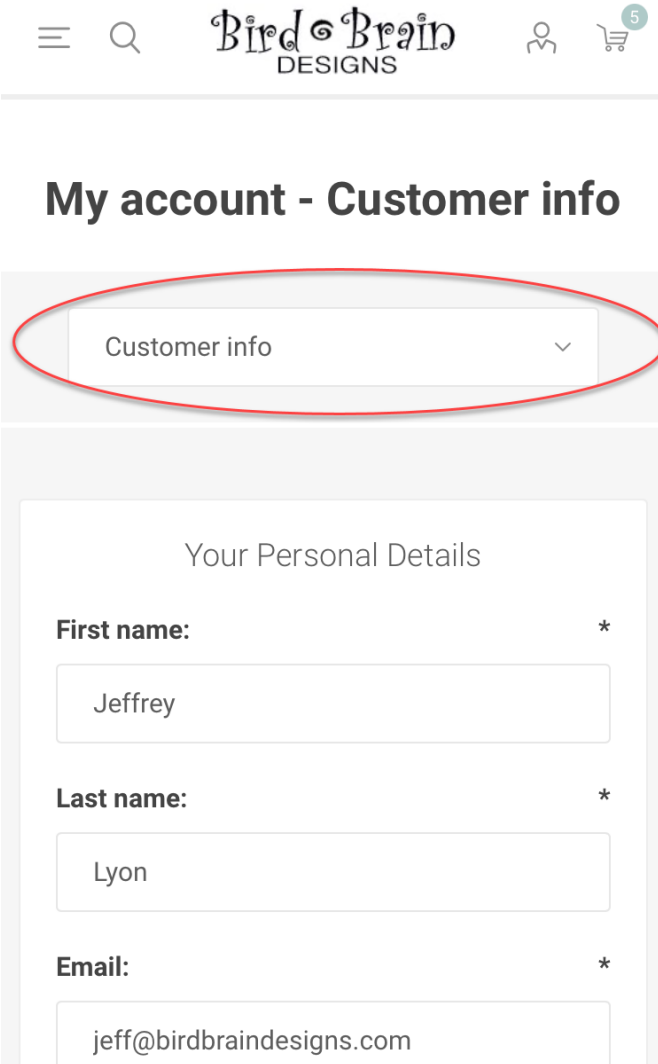 5
Bird Brain
DESIGNS
My account - Customer info
Customer info
Your Personal Details
First name: *
Jeffrey
Last name: *
Lyon
Email: *
jeff@birdbraindesigns.com